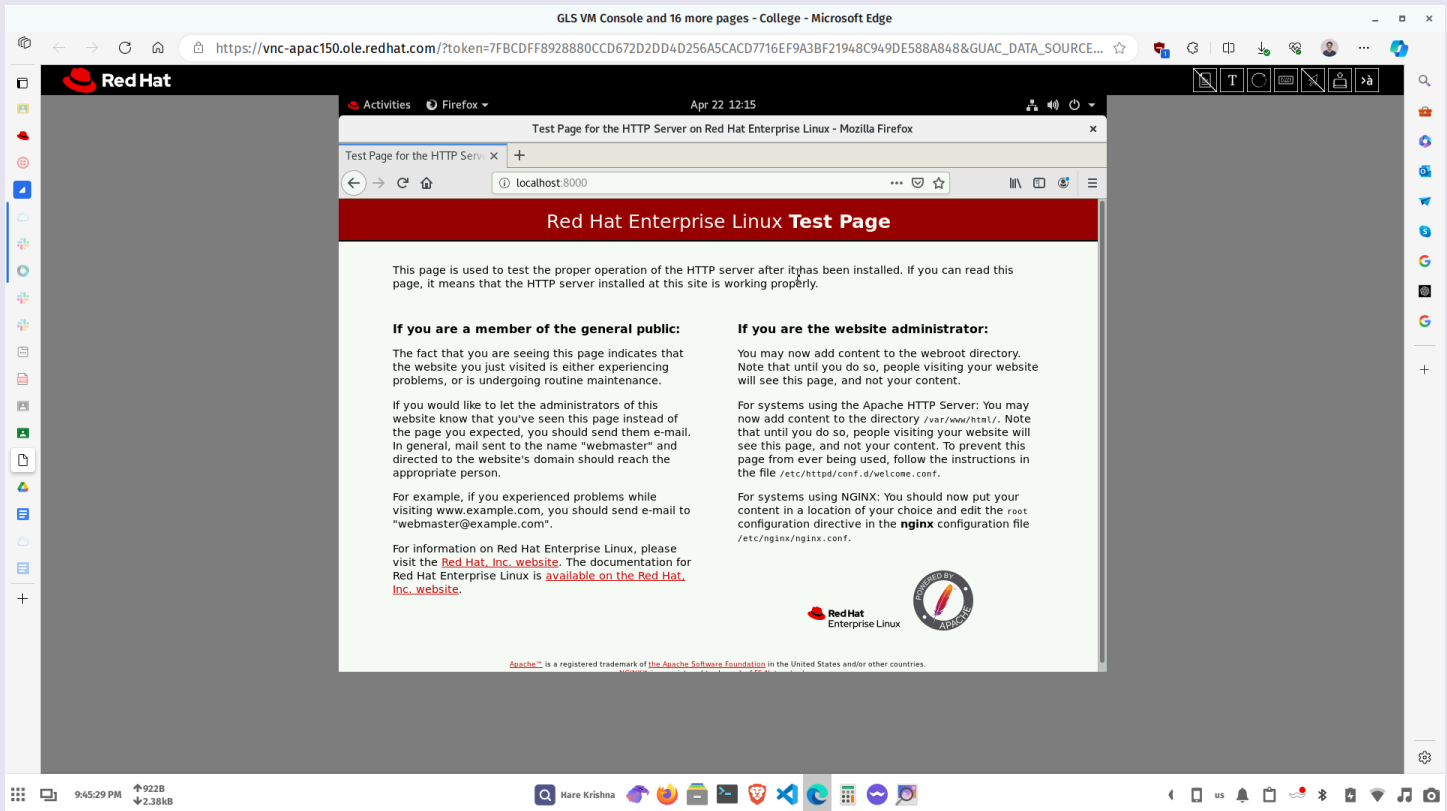 GLS VM Console and 16 more pages - College - Microsoft Edge
https://vnc-apac150.ole.redhat.com/?token=7FBCDFF8928880CCD672D2DD4D256A5CACD7716EF9A3BF21948C949DE588A848&GUAC_DATA_SOURCE...
1
Red Hat
T
>à
Activities
Firefox
Apr 22 12:15
Test Page for the HTTP Server on Red Hat Enterprise Linux - Mozilla Firefox
Test Page for the HTTP Serv
localhost:8000
Red Hat Enterprise Linux Test Page
This page is used to test the proper operation of the HTTP server after it has been installed. If you can read this
page, it means that the HTTP server installed at this site is working properly.
If you are a member of the general public:
The fact that you are seeing this page indicates that
the website you just visited is either experiencing
problems, or is undergoing routine maintenance.
If you would like to let the administrators of this
website know that you've seen this page instead of
the page you expected, you should send them e-mail.
In general, mail sent to the name "webmaster" and
directed to the website's domain should reach the
appropriate person.
For example, if you experienced problems while
visiting www.example.com, you should send e-mail to
"webmaster@example.com".
For information on Red Hat Enterprise Linux, please
visit the Red Hat, Inc. website. The documentation for
Red Hat Enterprise Linux is available on the Red Hat,
Inc. website.
If you are the website administrator:
You may now add content to the webroot directory.
Note that until you do so, people visiting your website
will see this page, and not your content.
For systems using the Apache HTTP Server: You may
now add content to the directory /var/www/html/. Note
that until you do so, people visiting your website will
see this page, and not your content. To prevent this
page from ever being used, follow the instructions in
the file /etc/httpd/conf.d/welcome.conf.
For systems using NGINX: You should now put your
content in a location of your choice and edit the root
configuration directive in the nginx configuration file
/etc/nginx/nginx.conf.
Red Hat
Enterprise Linux
POWERED BY
APACHE
Apache™ is a registered trademark of the Apache Software Foundation in the United States and/or other countries.
9:45:29 PM
922B
2.38kB
Hare Krishna
us